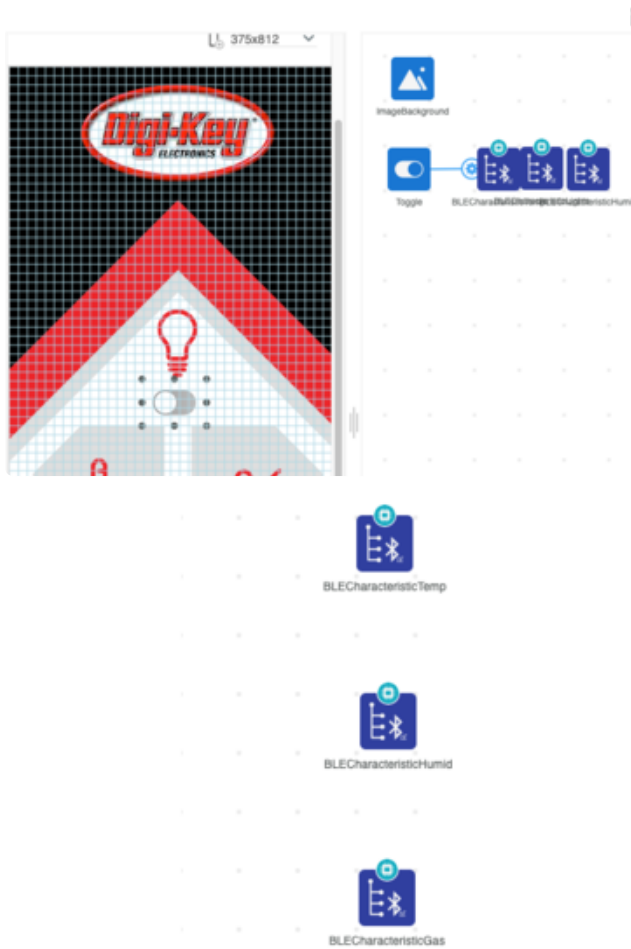 375x812
Digi-Key
ELECTRONICS
ImageBackground
Toggle
BLECharacteristicTemp
BLECharacteristicHumid
BLECharacteristicGas